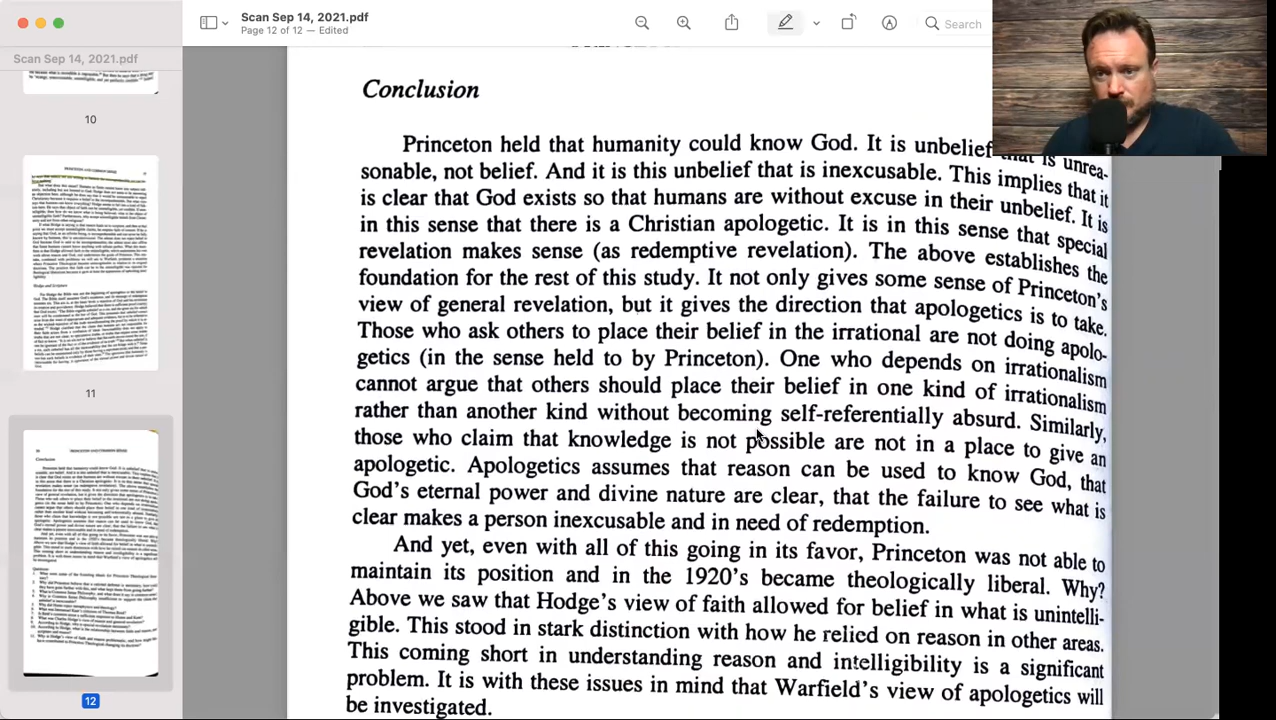 Scan Sep 14, 2021.pdf
Page 12 of 12 — Edited
Search
Scan Sep 14, 2021.pdf
10
11
12
Conclusion
Princeton held that humanity could know God. It is unbelief that is unrea-
sonable, not belief. And it is this unbelief that is inexcusable. This implies that it
is clear that God exists so that humans are without excuse in their unbelief. It is
in this sense that there is a Christian apologetic. It is in this sense that special
revelation makes sense (as redemptive revelation). The above establishes the
foundation for the rest of this study. It not only gives some sense of Princeton's
view of general revelation, but it gives the direction that apologetics is to take.
Those who ask others to place their belief in the irrational are not doing apolo-
getics (in the sense held to by Princeton). One who depends on irrationalism
cannot argue that others should place their belief in one kind of irrationalism
rather than another kind without becoming self-referentially absurd. Similarly,
those who claim that knowledge is not possible are not in a place to give an
apologetic. Apologetics assumes that reason can be used to know God, that
God's eternal power and divine nature are clear, that the failure to see what is
clear makes a person inexcusable and in need of redemption.
And yet, even with all of this going in its favor, Princeton was not able to
maintain its position and in the 1920's became theologically liberal. Why?
Above we saw that Hodge's view of faith allowed for belief in what is unintelli-
gible. This stood in stark distinction with how he relied on reason in other areas.
This coming short in understanding reason and intelligibility is a significant
problem. It is with these issues in mind that Warfield's view of apologetics will
be investigated.